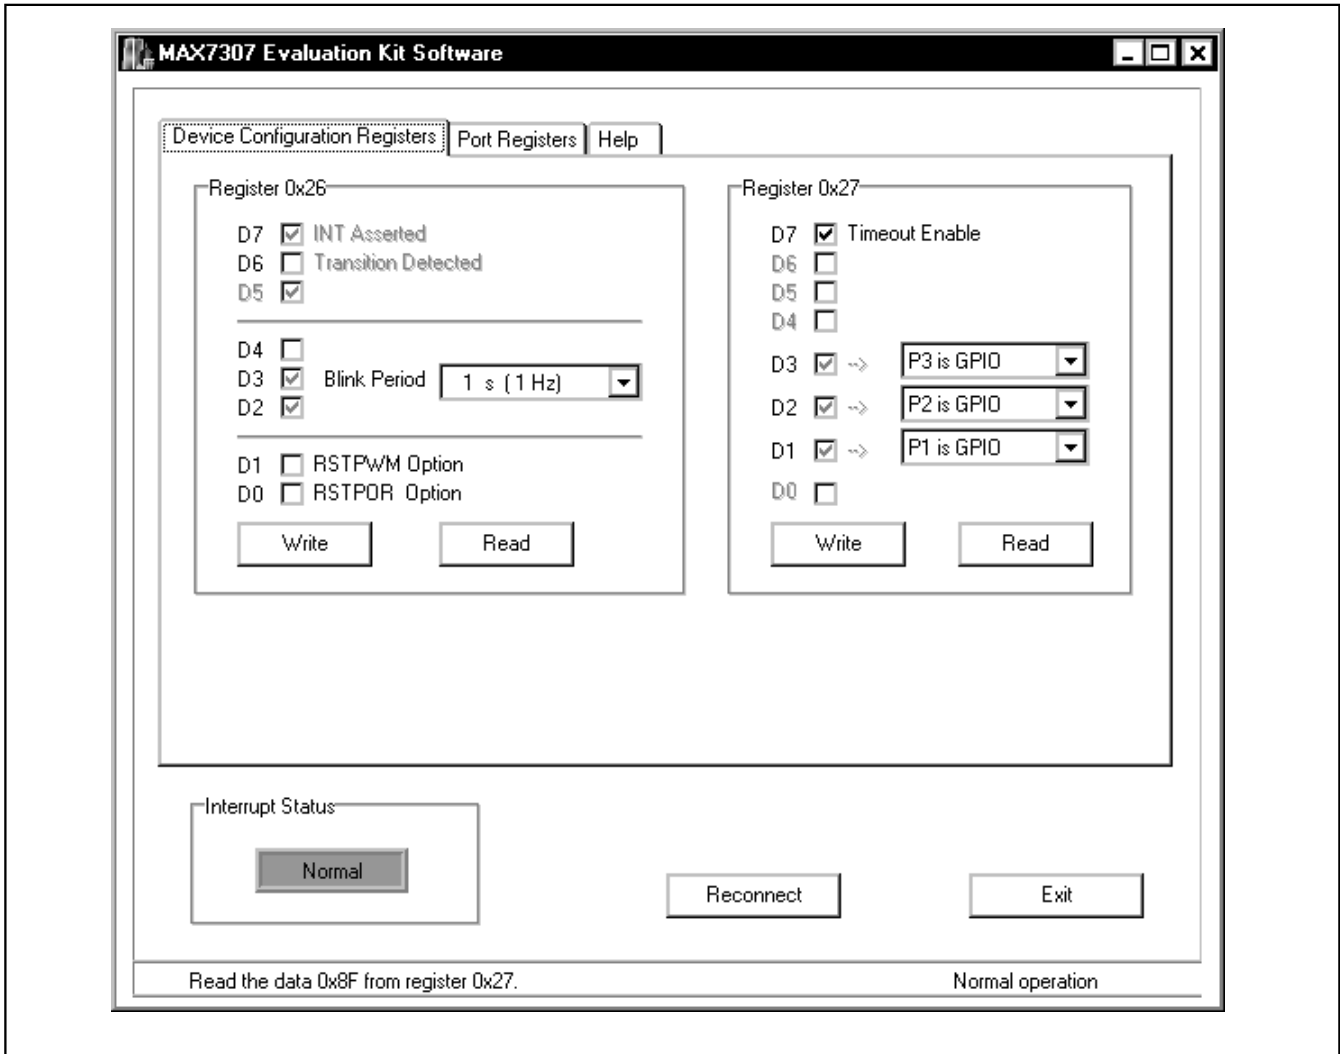 MAX7307 Evaluation Kit Software
Device Configuration Registers Port Registers Help
Register 0x26
D7 INT Asserted
D6 Transition Detected
D5
D4
D3 Blink Period 1 s (1 Hz)
D2
D1 RSTPWM Option
D0 RSTPOR Option
Write Read
Register 0x27
D7 Timeout Enable
D6
D5
D4
D3 --> P3 is GPIO
D2 --> P2 is GPIO
D1 --> P1 is GPIO
D0
Write Read
Interrupt Status
Normal
Reconnect Exit
Read the data 0x8F from register 0x27. Normal operation